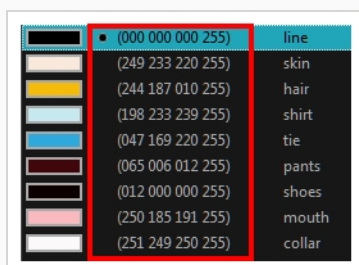 (000 000 000 255) line
(249 233 220 255) skin
(244 187 010 255) hair
(198 233 239 255) shirt
(047 169 220 255) tie
(065 006 012 255) pants
(012 000 000 255) shoes
(250 185 191 255) mouth
(251 249 250 255) collar